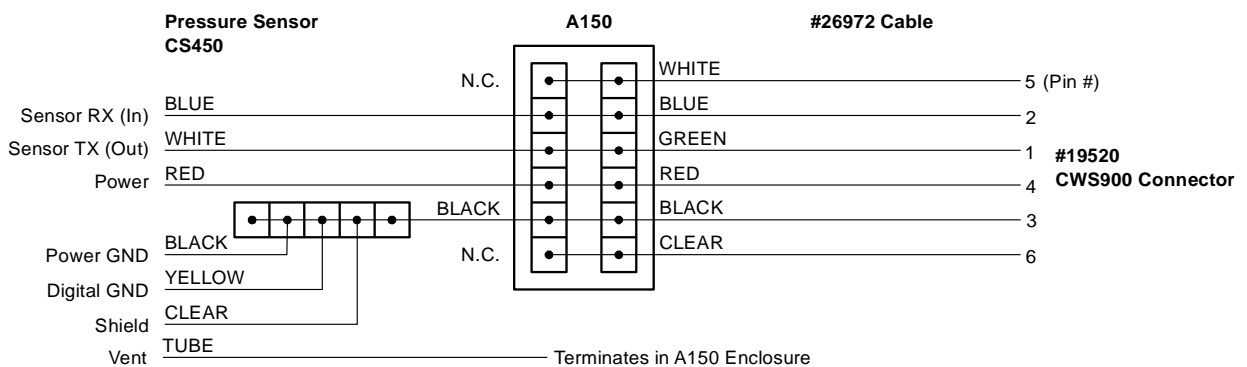 Pressure Sensor
CS450
A150
#26972 Cable
N.C.
WHITE
5 (Pin #)
Sensor RX (In)
BLUE
BLUE
2
Sensor TX (Out)
WHITE
GREEN
1
#19520
CWS900 Connector
Power
RED
RED
4
BLACK
BLACK
3
Power GND
BLACK
N.C.
CLEAR
6
Digital GND
YELLOW
Shield
CLEAR
Vent
TUBE
Terminates in A150 Enclosure